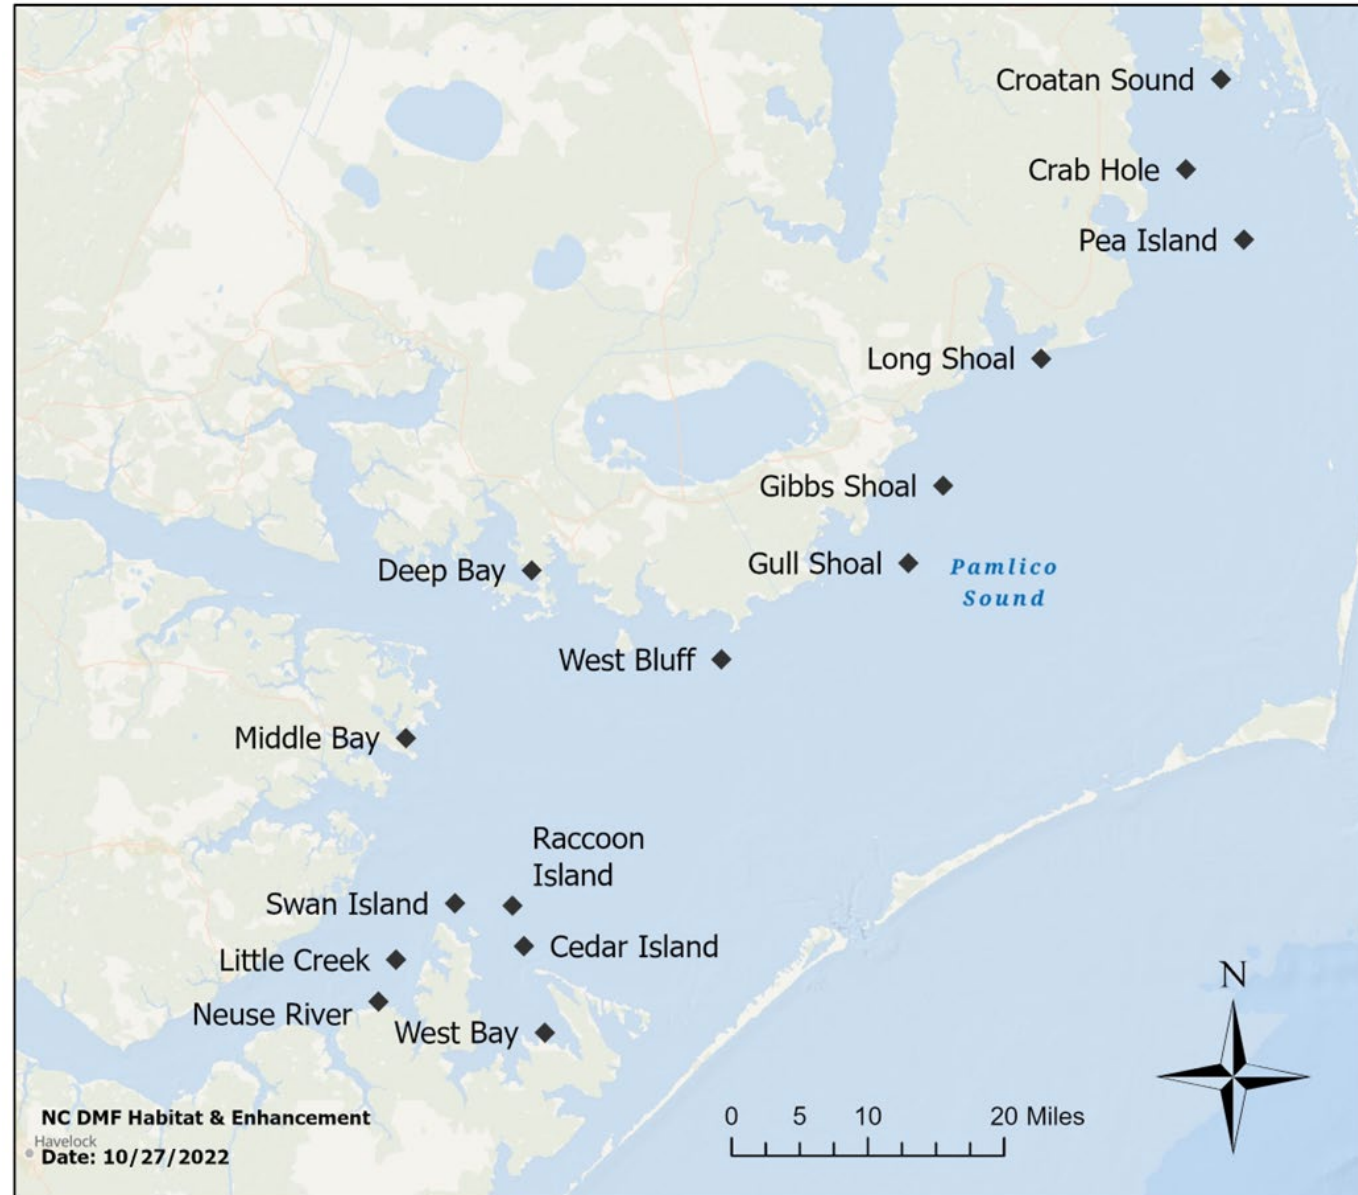 Croatan Sound
Crab Hole
Pea Island
Long Shoal
Gibbs Shoal
Gull Shoal
Pamlico
Sound
Deep Bay
West Bluff
Middle Bay
Raccoon
Island
Swan Island
Cedar Island
Little Creek
Neuse River
West Bay
N
0 5 10 20 Miles
NC DMF Habitat & Enhancement
Havelock
Date: 10/27/2022